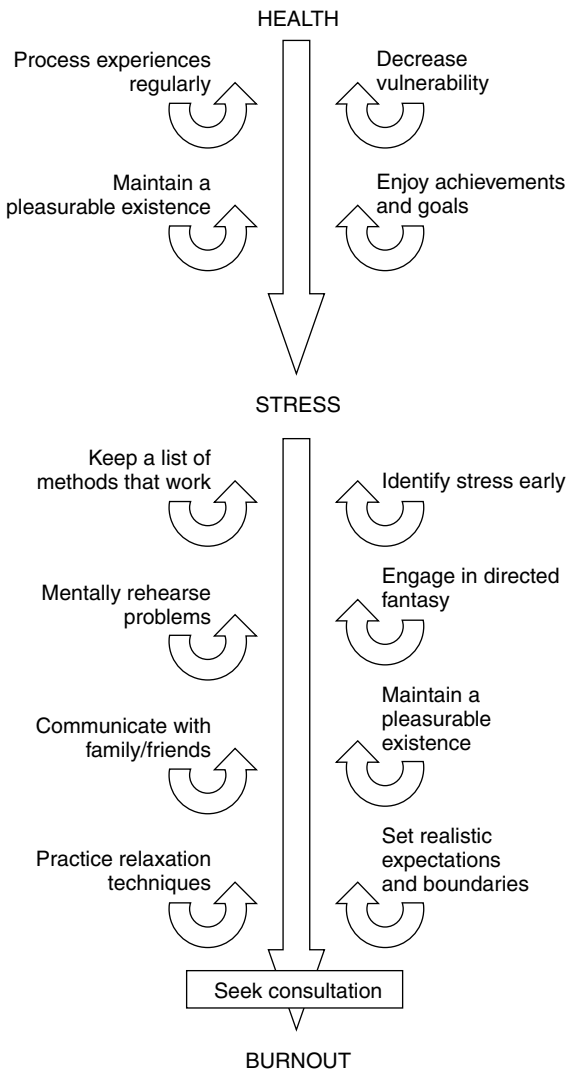 HEALTH
Process experiences
regularly
Decrease
vulnerability
Maintain a
pleasurable existence
Enjoy achievements
and goals
STRESS
Keep a list of
methods that work
Identify stress early
Mentally rehearse
problems
Engage in directed
fantasy
Communicate with
family/friends
Maintain a
pleasurable
existence
Practice relaxation
techniques
Set realistic
expectations
and boundaries
Seek consultation
BURNOUT